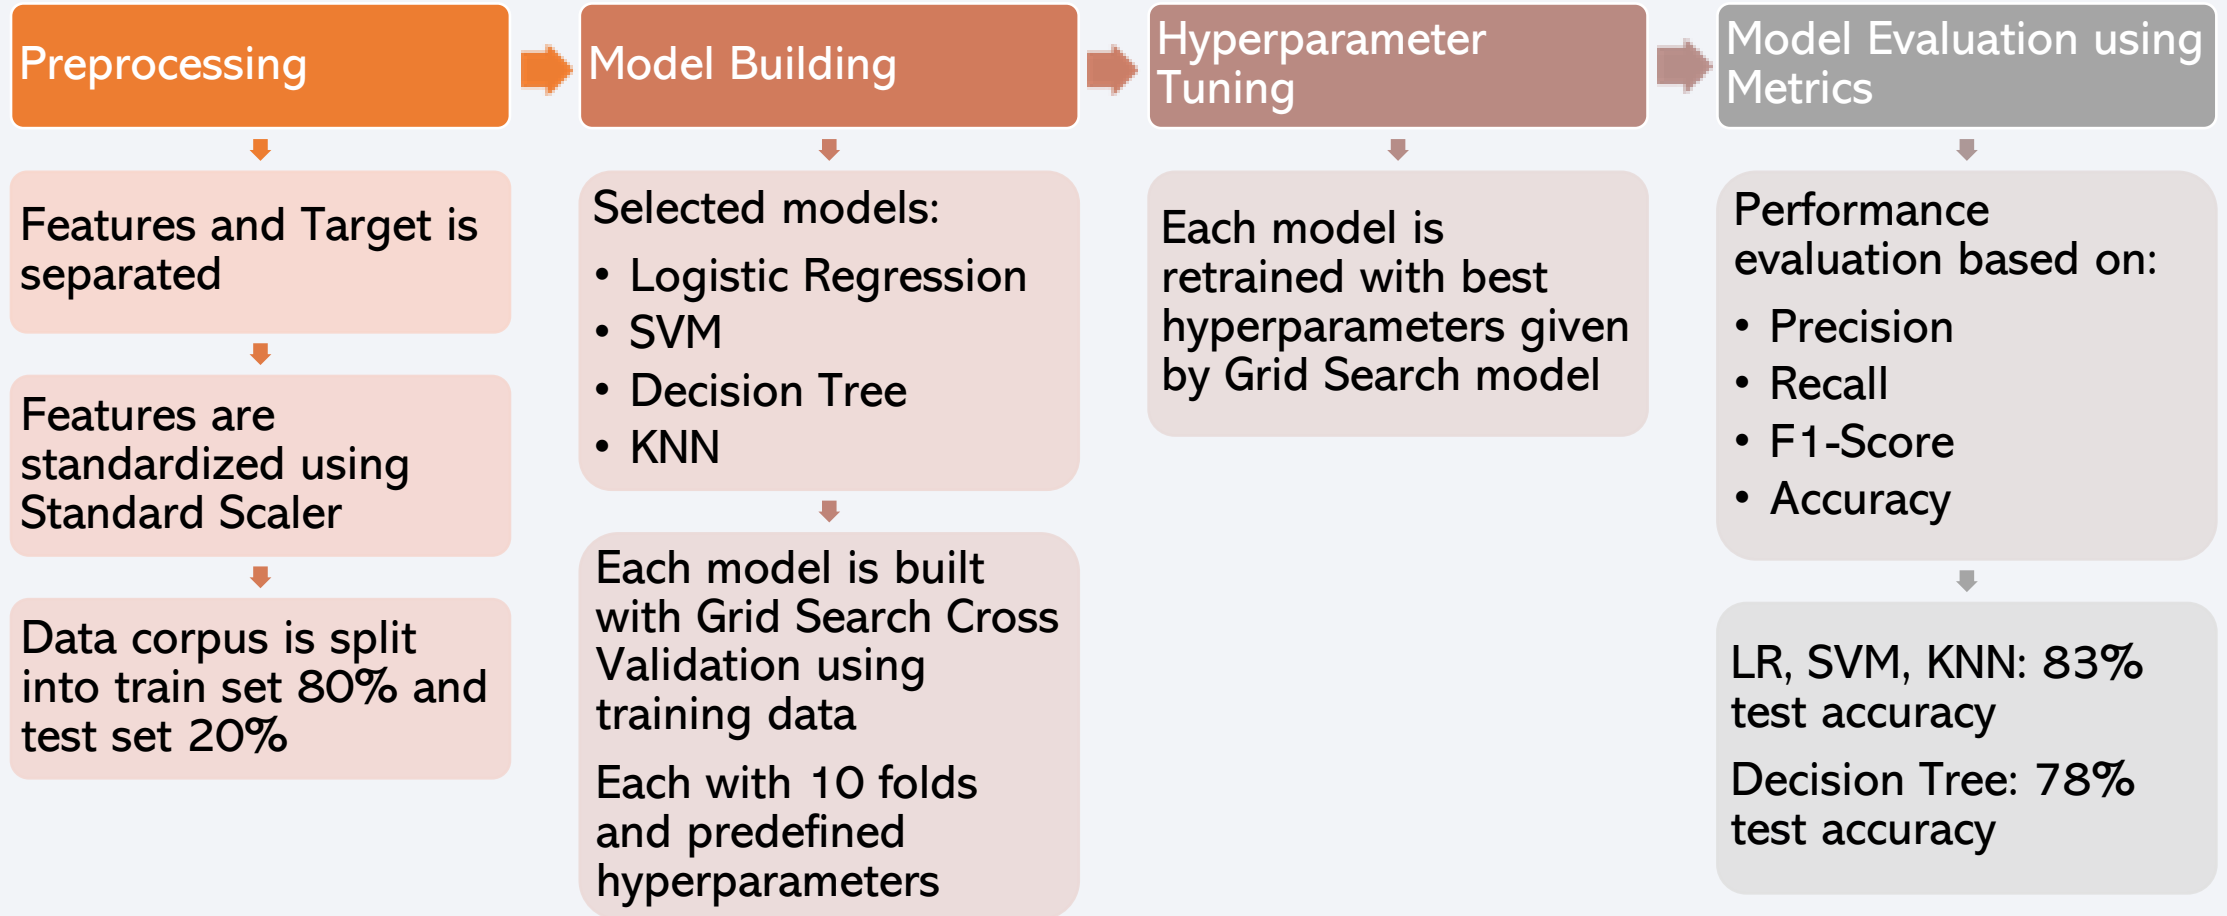 Preprocessing
Features and Target is
separated
Features are
standardized using
Standard Scaler
Data corpus is split
into train set 80% and
test set 20%
Model Building
Selected models:
• Logistic Regression
• SVM
• Decision Tree
• KNN
Each model is built
with Grid Search Cross
Validation using
training data
Each with 10 folds
and predefined
hyperparameters
Hyperparameter
Tuning
Each model is
retrained with best
hyperparameters given
by Grid Search model
Model Evaluation using
Metrics
Performance
evaluation based on:
• Precision
• Recall
• F1-Score
• Accuracy
LR, SVM, KNN: 83%
test accuracy
Decision Tree: 78%
test accuracy